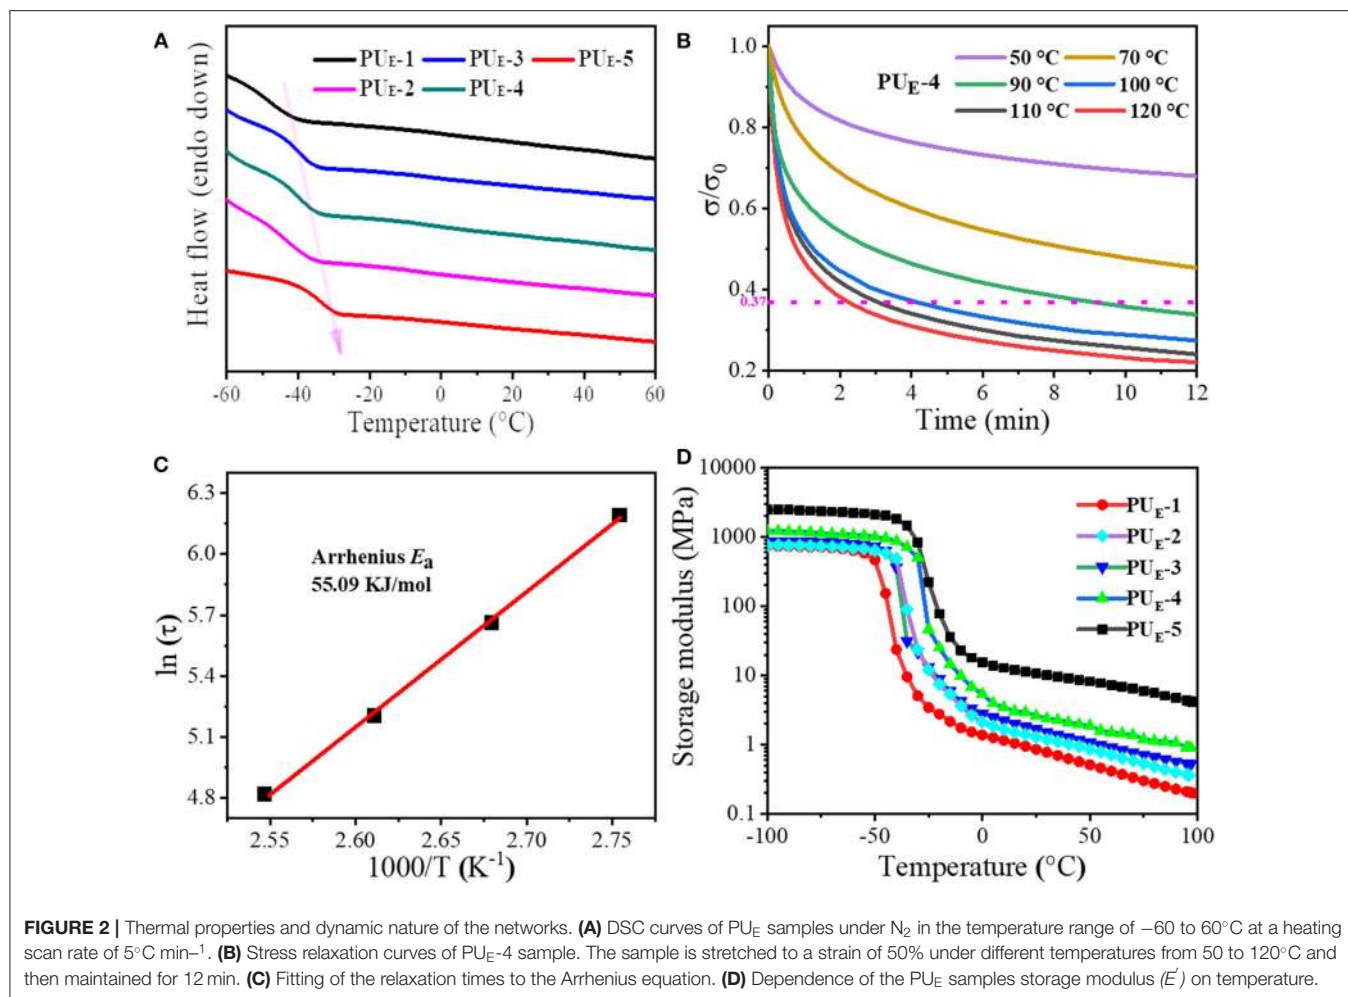 A
PUE-1 PUE-3 PUE-5
PUE-2 PUE-4
Heat flow (endo down)
-60 -40 -20 0 20 40 60
Temperature (°C)
B
1.0
0.8
0.6
0.4
0.37
0.2
σ/σ0
PUE-4
50 °C 70 °C
90 °C 100 °C
110 °C 120 °C
0 2 4 6 8 10 12
Time (min)
C
6.3
6.0
5.7
5.4
5.1
4.8
ln (τ)
Arrhenius Ea
55.09 KJ/mol
2.55 2.60 2.65 2.70 2.75
1000/T (K-1)
D
10000
1000
100
10
1
0.1
Storage modulus (MPa)
PUE-1
PUE-2
PUE-3
PUE-4
PUE-5
-100 -50 0 50 100
Temperature (°C)
FIGURE 2 | Thermal properties and dynamic nature of the networks. (A) DSC curves of PUE samples under N2 in the temperature range of −60 to 60°C at a heating
scan rate of 5°C min–1. (B) Stress relaxation curves of PUE-4 sample. The sample is stretched to a strain of 50% under different temperatures from 50 to 120°C and
then maintained for 12 min. (C) Fitting of the relaxation times to the Arrhenius equation. (D) Dependence of the PUE samples storage modulus (E′) on temperature.